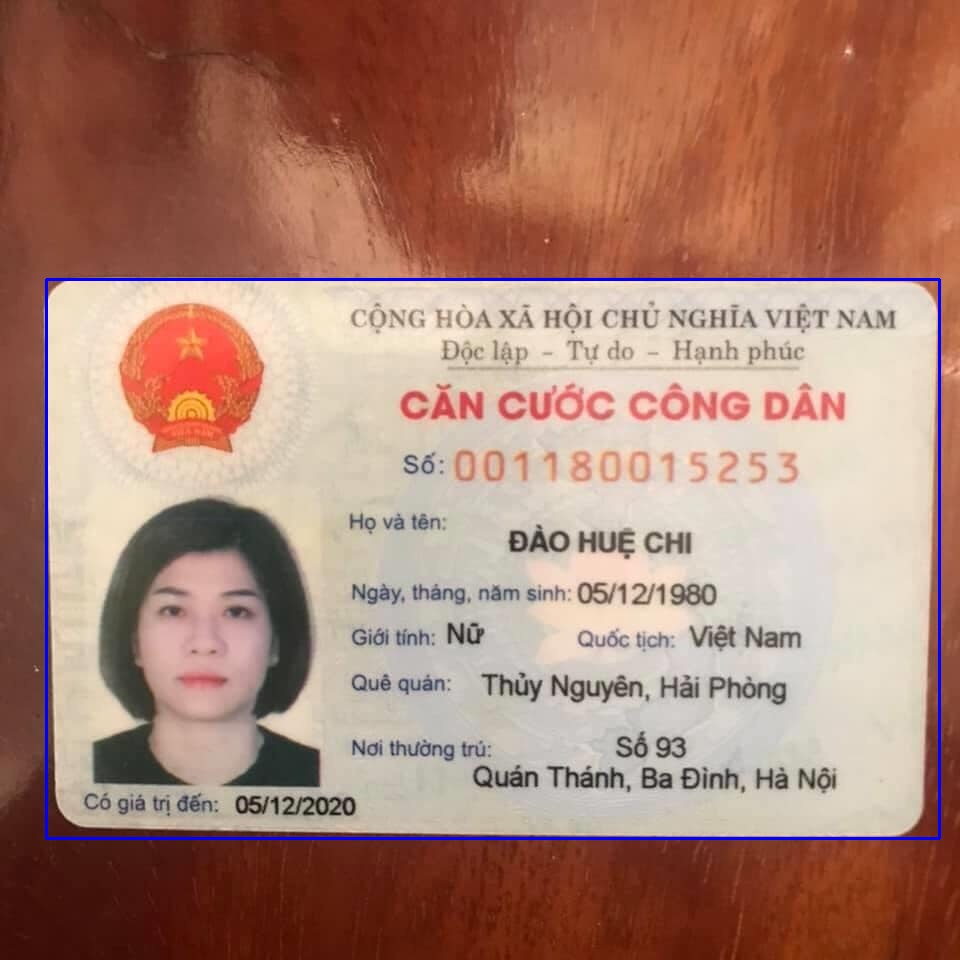 CỘNG HÒA XÃ HỘI CHỦ NGHĨA VIỆT NAM
Độc lập - Tự do - Hạnh phúc
CĂN CƯỚC CÔNG DÂN
Số: 001180015253
Họ và tên:
ĐÀO HUỆ CHI
Ngày, tháng, năm sinh: 05/12/1980
Giới tính: Nữ Quốc tịch: Việt Nam
Quê quán: Thủy Nguyên, Hải Phòng
Nơi thường trú: Số 93
Quán Thánh, Ba Đình, Hà Nội
Có giá trị đến: 05/12/2020